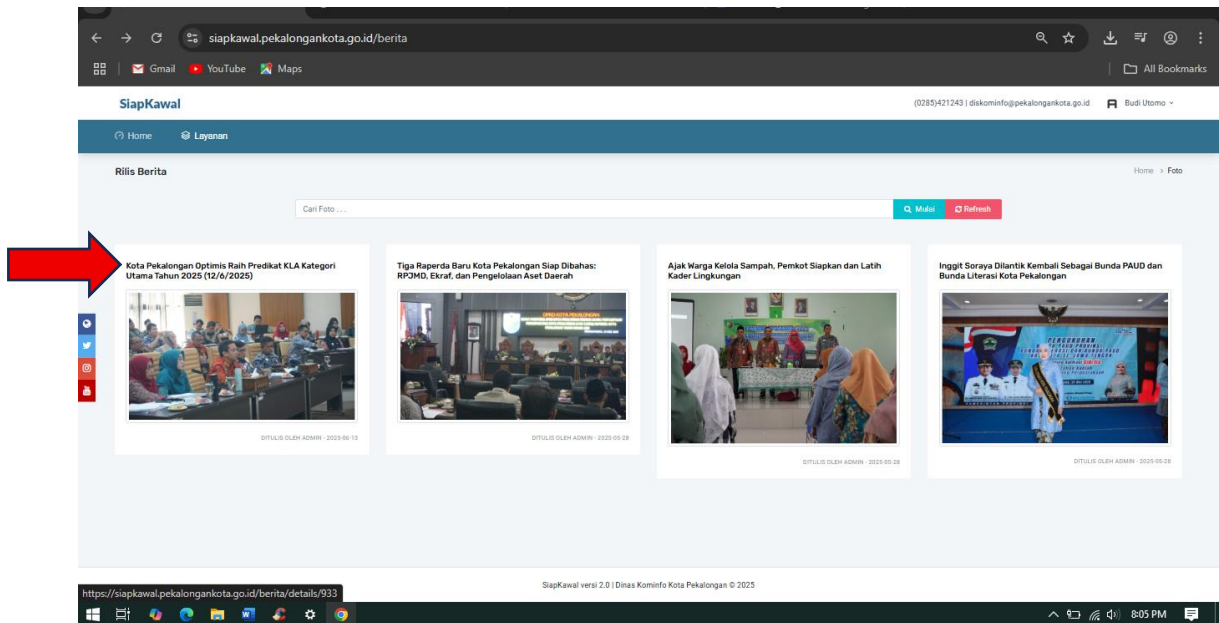 siapkawal.pekalongankota.go.id/berita
Gmail YouTube Maps All Bookmarks
SiapKawal (0285)421243 | diskominfo@pekalongankota.go.id Budi Utomo
Home Layanan
Rilis Berita Home > Foto
Cari Foto . . . Mulai Refresh
Kota Pekalongan Optimis Raih Predikat KLA Kategori
Utama Tahun 2025 (12/6/2025)
DITULIS OLEH ADMIN - 2025-06-13
Tiga Raperda Baru Kota Pekalongan Siap Dibahas:
RPJMD, Ekraf, dan Pengelolaan Aset Daerah
DPRD KOTA PEKALONGAN
DITULIS OLEH ADMIN - 2025-05-28
Ajak Warga Kelola Sampah, Pemkot Siapkan dan Latih
Kader Lingkungan
DITULIS OLEH ADMIN - 2025-05-28
Inggit Soraya Dilantik Kembali Sebagai Bunda PAUD dan
Bunda Literasi Kota Pekalongan
PENGUKUHAN
DITULIS OLEH ADMIN - 2025-05-28
SiapKawal versi 2.0 | Dinas Kominfo Kota Pekalongan © 2025
https://siapkawal.pekalongankota.go.id/berita/details/933
8:05 PM